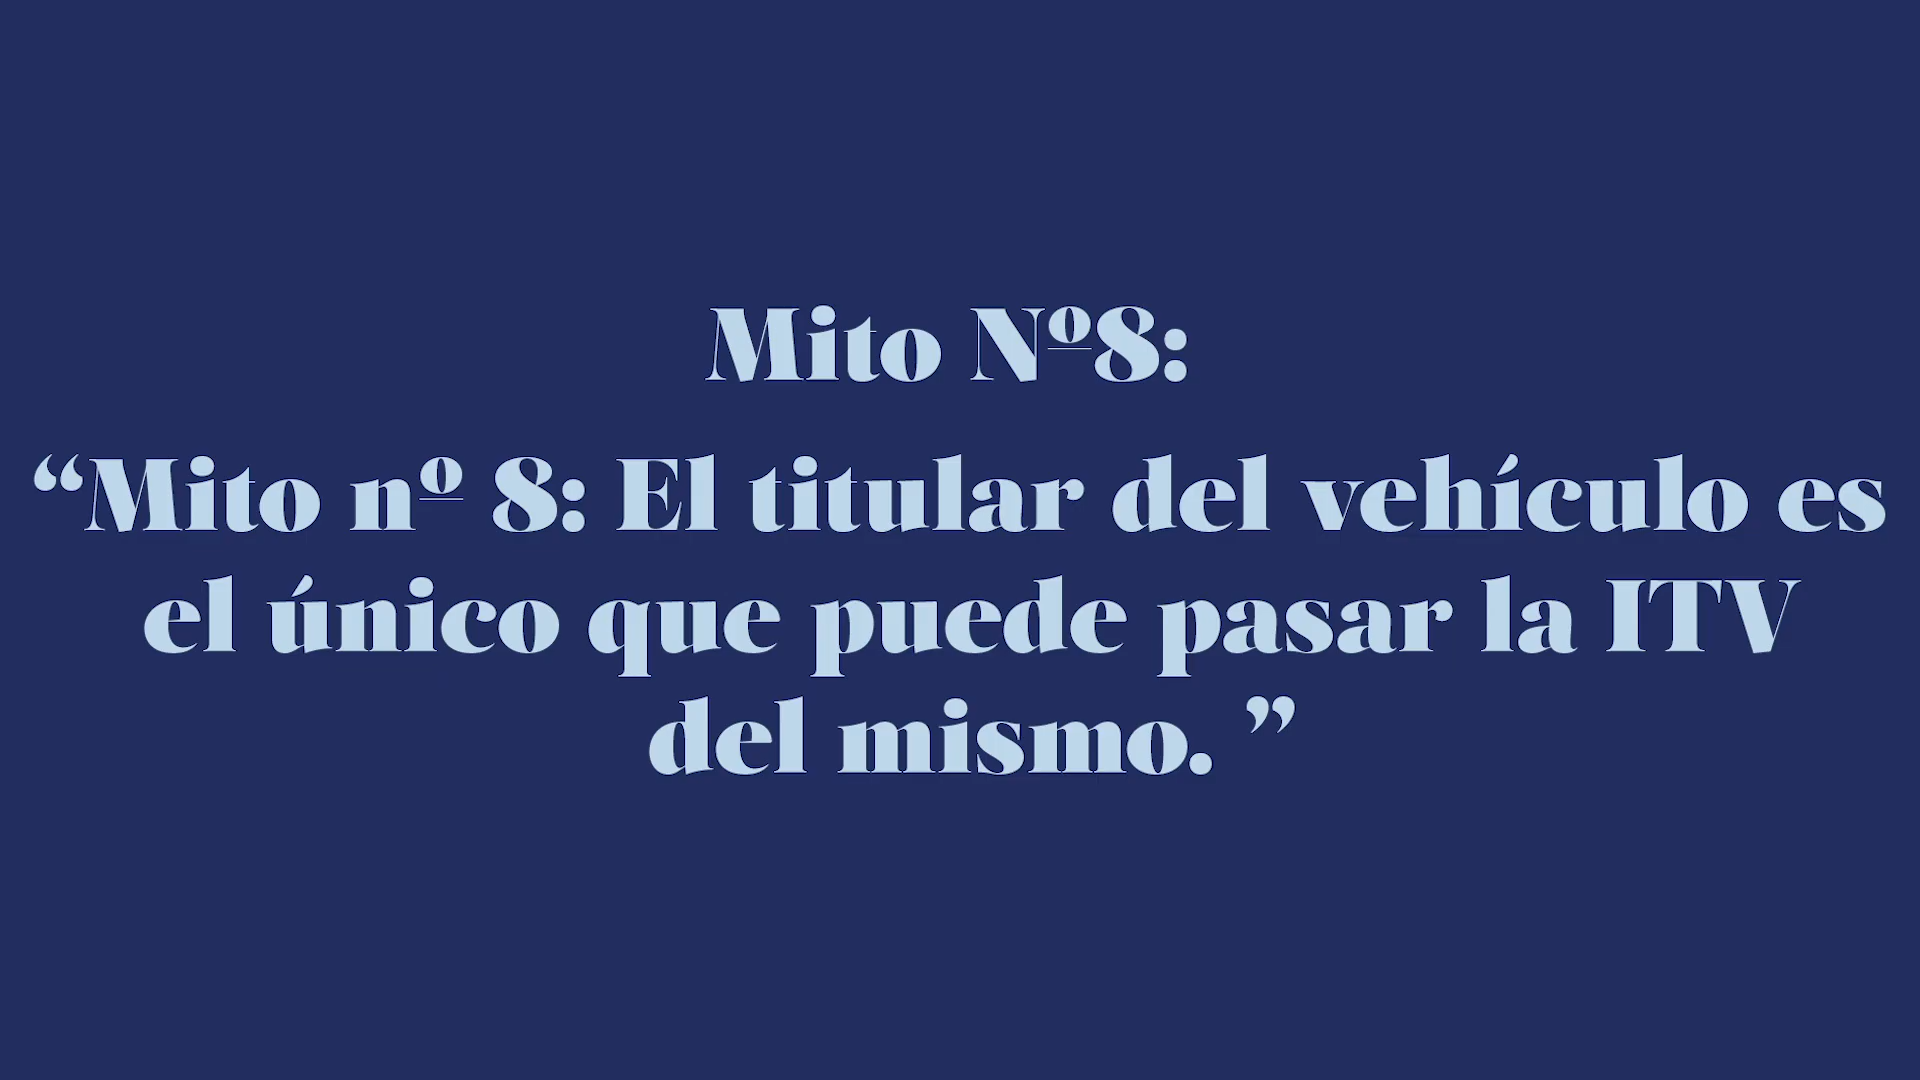 Mito Nº8:
“Mito nº 8: El titular del vehículo es
el único que puede pasar la ITV
del mismo. ”